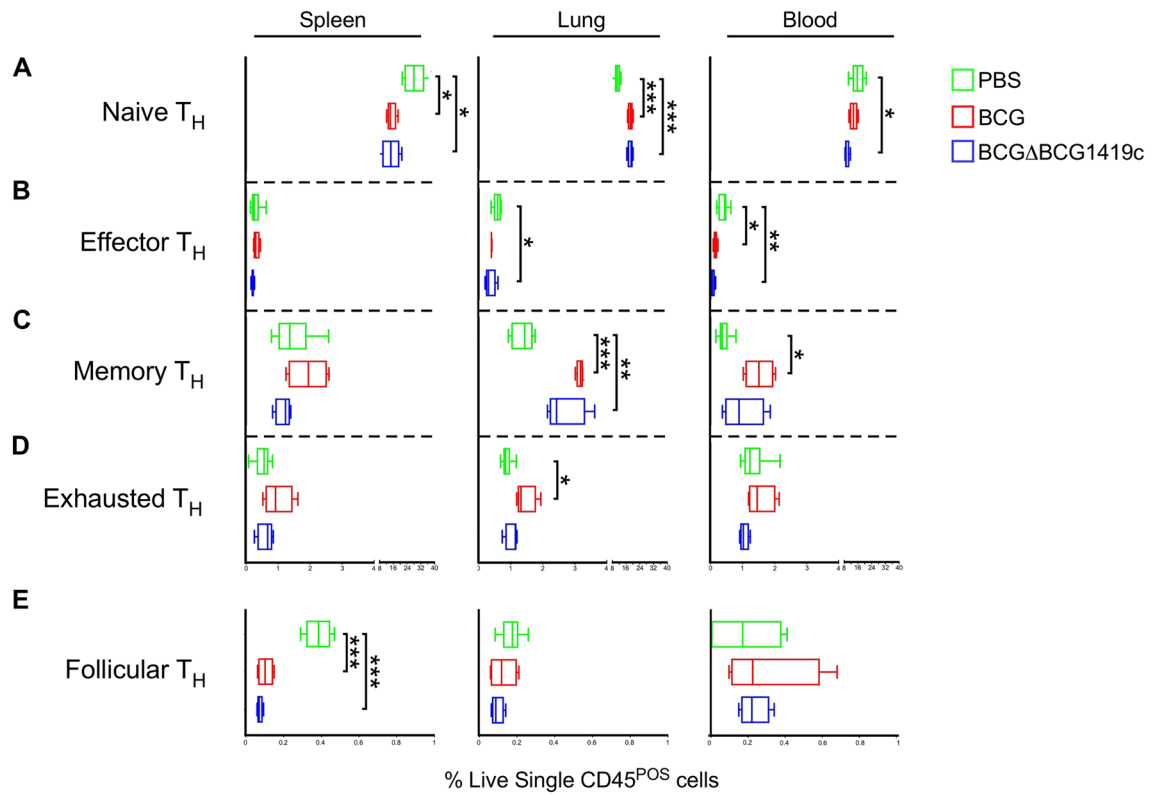 Spleen Lung Blood
A
Naive TH
* * *** *** *
PBS
BCG
BCGΔBCG1419c
B
Effector TH
* * **
C
Memory TH
*** ** *
D
Exhausted TH
*
0 1 2 3 4 8 16 24 32 40 0 1 2 3 4 8 16 24 32 40 0 1 2 3 4 8 16 24 32 40
E
Follicular TH
*** ***
0 0.2 0.4 0.6 0.8 1 0 0.2 0.4 0.6 0.8 1 0 0.2 0.4 0.6 0.8 1
% Live Single CD45POS cells